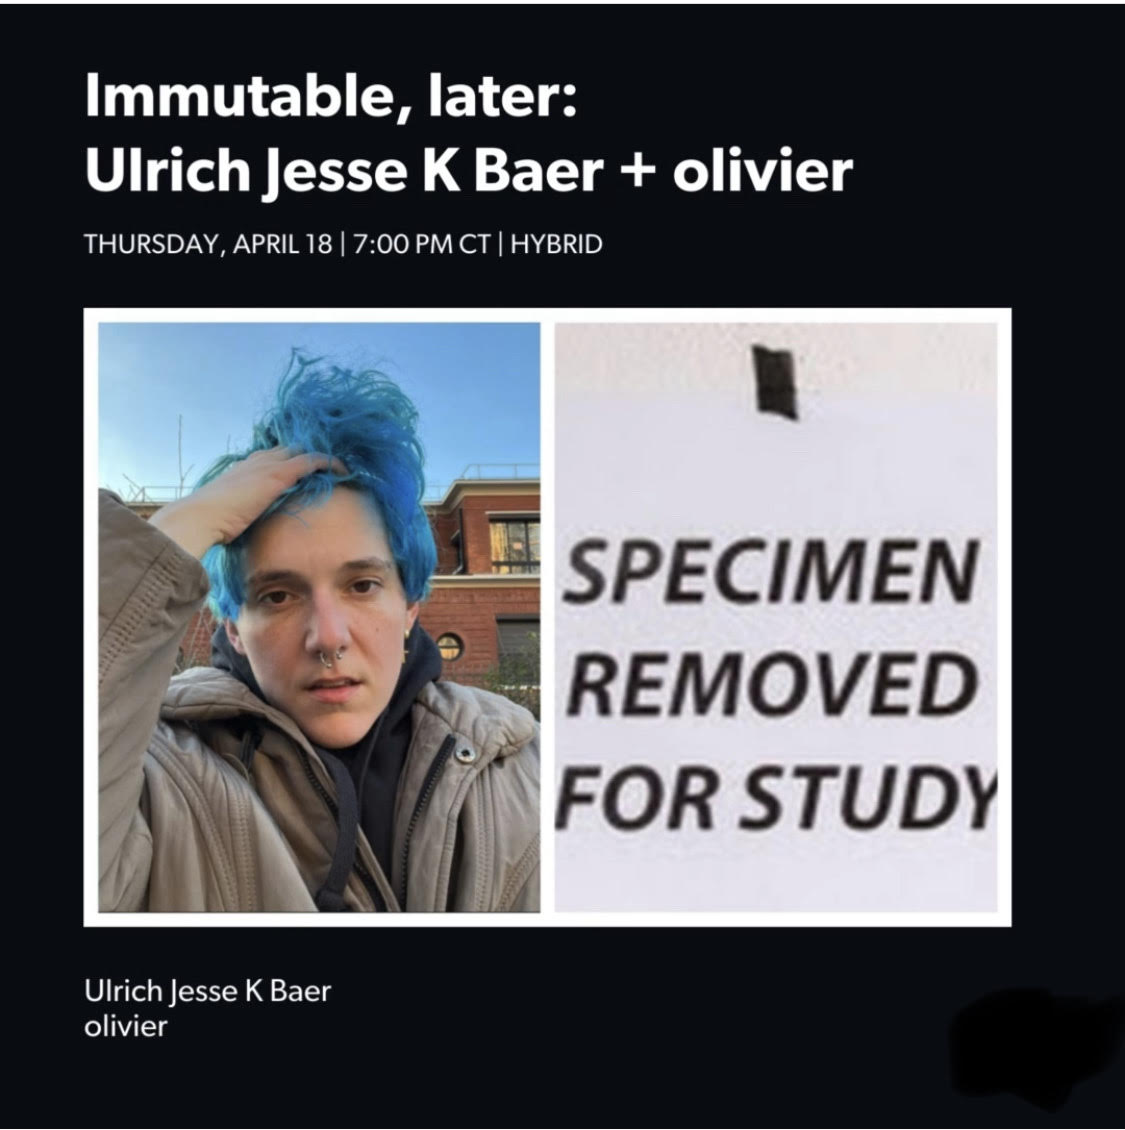 Immutable, later:
Ulrich Jesse K Baer + olivier
THURSDAY, APRIL 18 | 7:00 PM CT | HYBRID
SPECIMEN
REMOVED
FOR STUDY
Ulrich Jesse K Baer
olivier